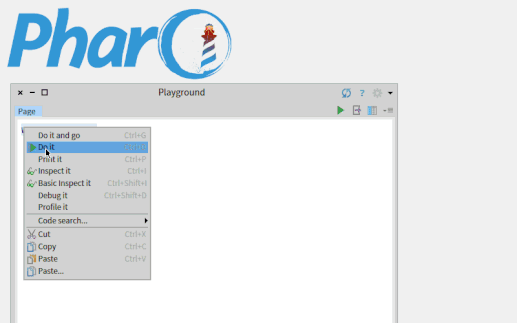 Pharo
Playground
?
Page
Do it and go Ctrl+G
Do it
Print it Ctrl+P
Inspect it Ctrl+I
Basic Inspect it Ctrl+Shift+I
Debug it Ctrl+Shift+D
Profile it
Code search...
Cut Ctrl+X
Copy Ctrl+C
Paste Ctrl+V
Paste...